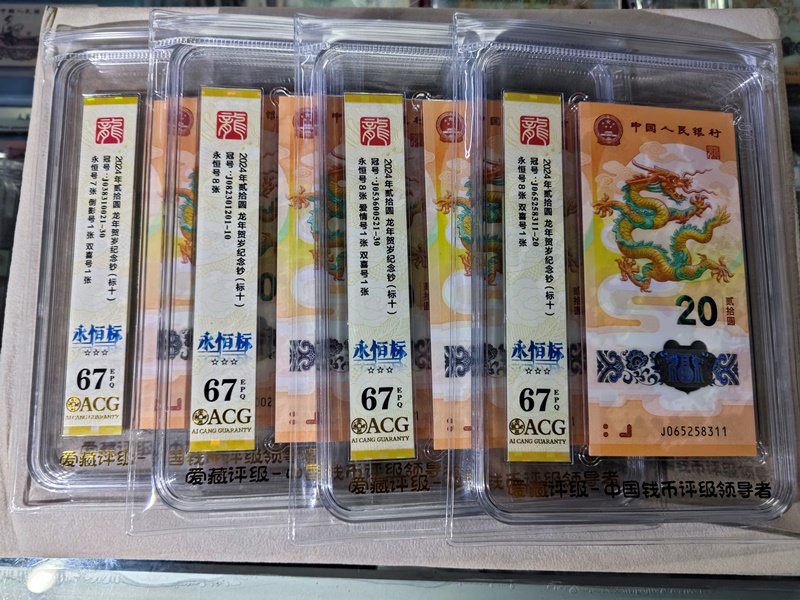 龍
2024年贰拾圆 龙年贺岁纪念钞(标十)
冠号:J038310021-30
永恒号7张 号1张 双喜号1张
永恒标
☆☆☆
67 EPQ
ACG
AI CANG GUARANTY
龍
2024年贰拾圆 龙年贺岁纪念钞(标十)
冠号:J082301201-10
永恒号8张
永恒标
☆☆☆
67 EPQ
ACG
AI CANG GUARANTY
龍
2024年贰拾圆 龙年贺岁纪念钞(标十)
冠号:J053600521-30
永恒号8张 爱情号1张 双喜号1张
永恒标
☆☆☆
67 EPQ
ACG
AI CANG GUARANTY
龍
2024年贰拾圆 龙年贺岁纪念钞(标十)
冠号:J065258311-20
永恒号8张 双喜号1张
永恒标
☆☆☆
67 EPQ
ACG
AI CANG GUARANTY
中國人民银行
20
贰拾圆
J065258311
爱藏评级
爱藏评级-
爱藏评级-中国钱币评级领导者
爱藏评级-中国钱币评级领导者